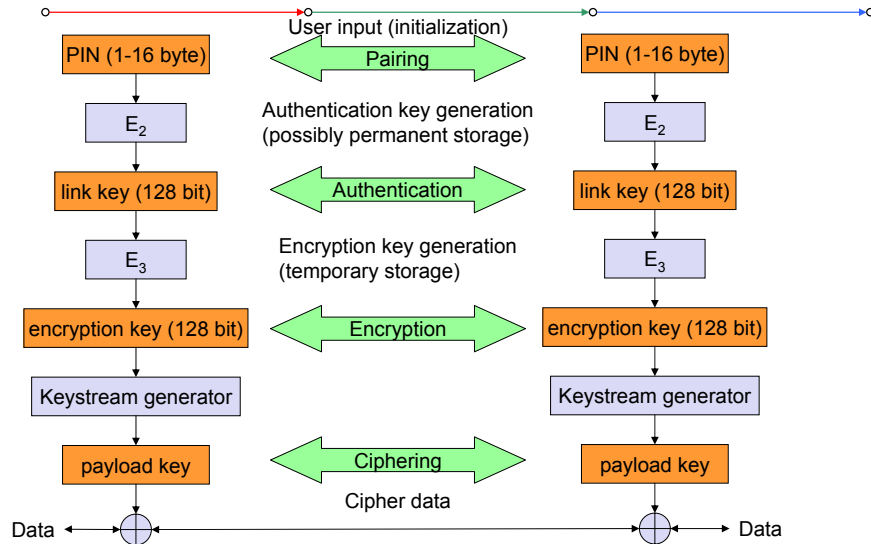 User input (initialization)
PIN (1-16 byte)
Pairing
PIN (1-16 byte)
Authentication key generation
(possibly permanent storage)
E₂
E₂
link key (128 bit)
Authentication
link key (128 bit)
Encryption key generation
(temporary storage)
E₃
E₃
encryption key (128 bit)
Encryption
encryption key (128 bit)
Keystream generator
Keystream generator
payload key
Ciphering
payload key
Cipher data
Data
Data